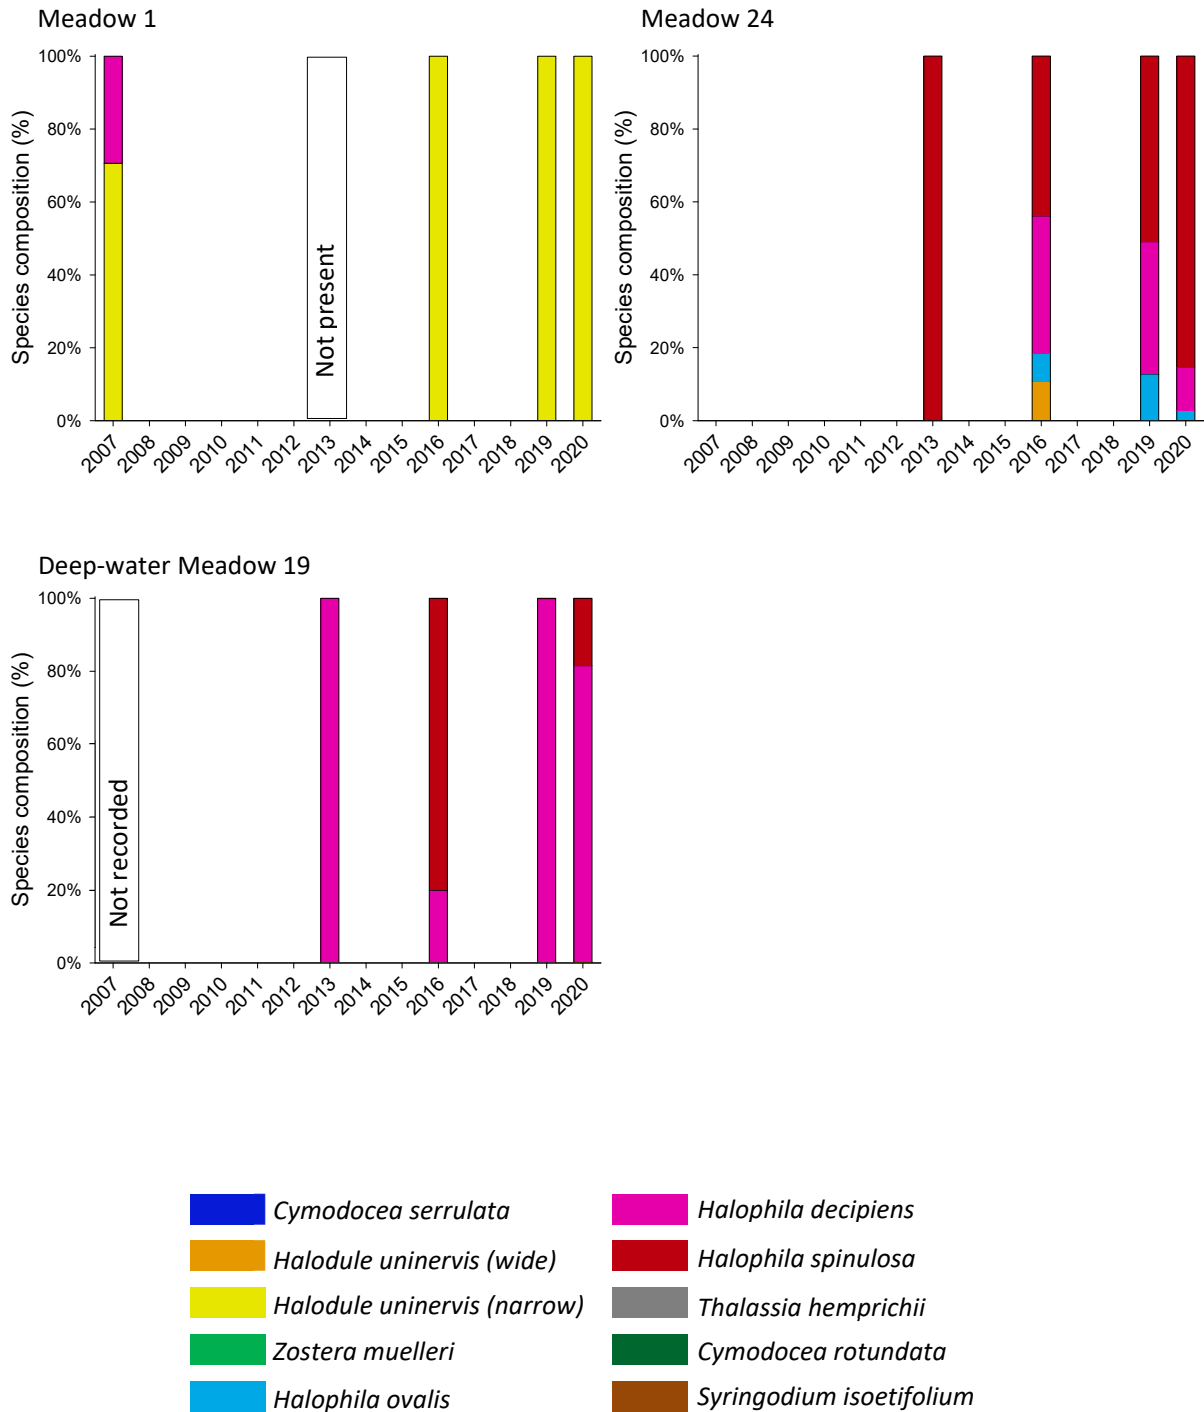 Meadow 1
Species composition (%)
100%
80%
60%
40%
20%
0%
Not present
2007 2008 2009 2010 2011 2012 2013 2014 2015 2016 2017 2018 2019 2020
Meadow 24
Species composition (%)
100%
80%
60%
40%
20%
0%
2007 2008 2009 2010 2011 2012 2013 2014 2015 2016 2017 2018 2019 2020
Deep-water Meadow 19
Species composition (%)
100%
80%
60%
40%
20%
0%
Not recorded
2007 2008 2009 2010 2011 2012 2013 2014 2015 2016 2017 2018 2019 2020
Cymodocea serrulata
Halodule uninervis (wide)
Halodule uninervis (narrow)
Zostera muelleri
Halophila ovalis
Halophila decipiens
Halophila spinulosa
Thalassia hemprichii
Cymodocea rotundata
Syringodium isoetifolium